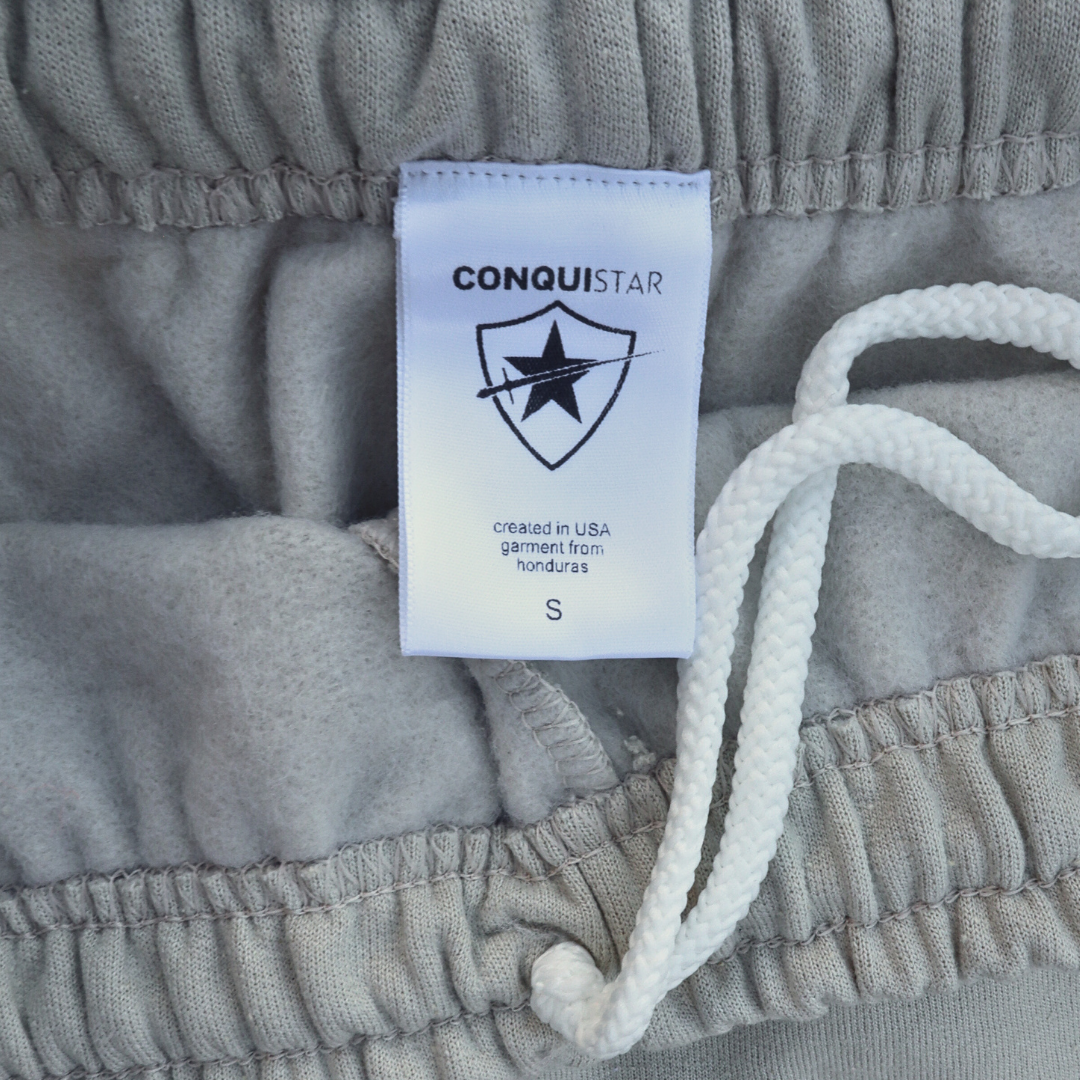 CONQUISTAR
created in USA
garment from
honduras
S